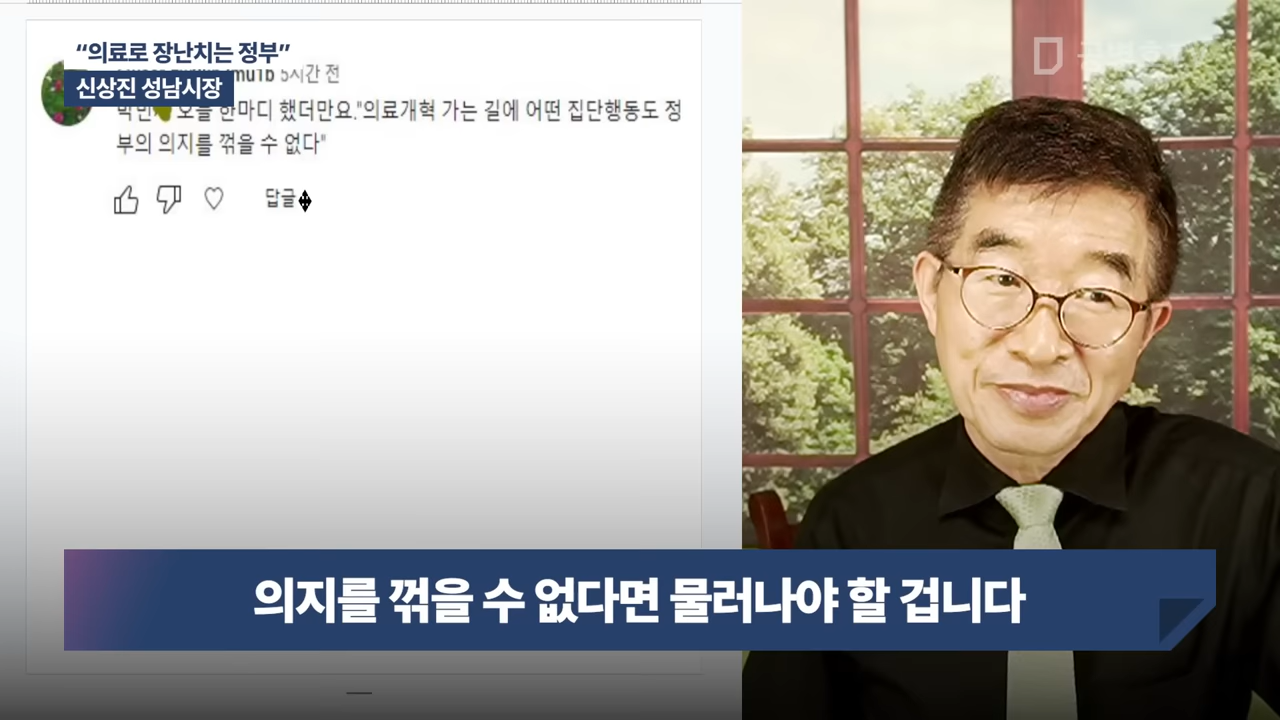 “의료로 장난치는 정부”
신상진 성남시장
5시간 전
오늘 한마디 했더만요."의료개혁 가는 길에 어떤 집단행동도 정
부의 의지를 꺾을 수 없다"
답글
의지를 꺾을 수 없다면 물러나야 할 겁니다